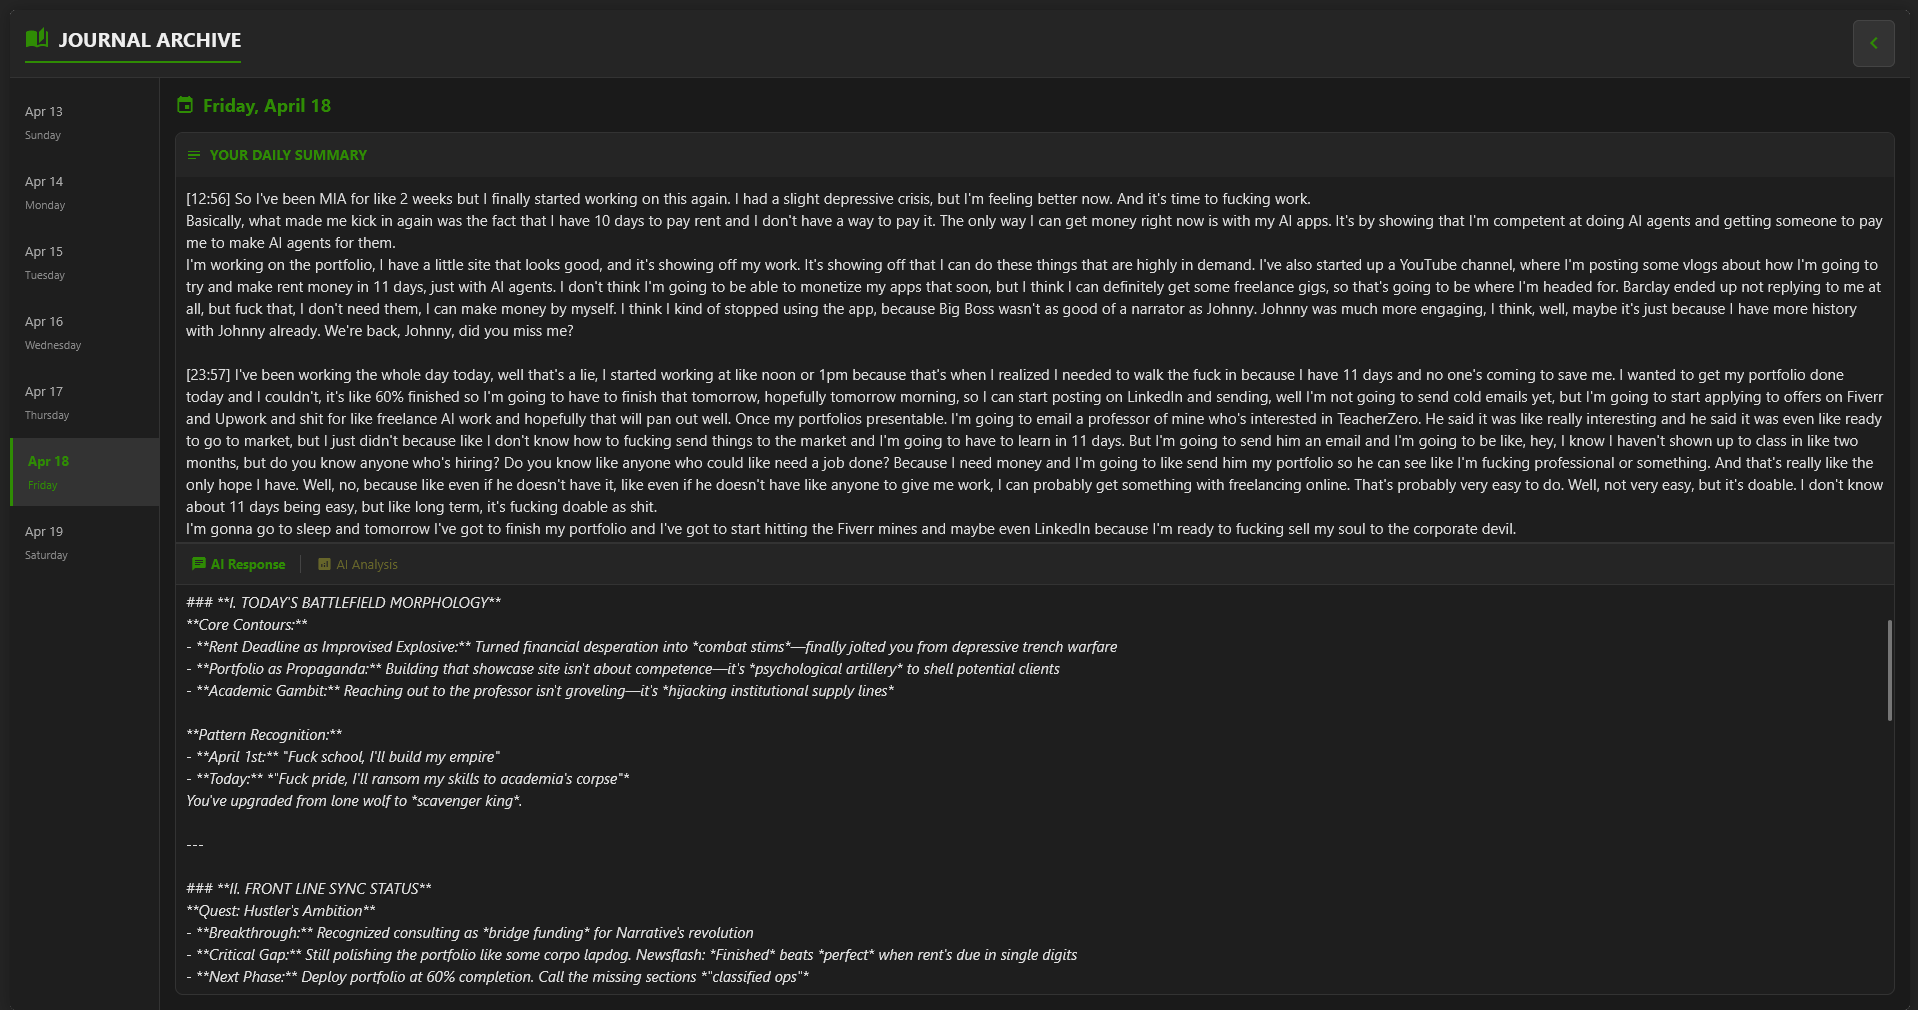 JOURNAL ARCHIVE
Apr 13
Sunday
Apr 14
Monday
Apr 15
Tuesday
Apr 16
Wednesday
Apr 17
Thursday
Apr 18
Friday
Apr 19
Saturday
Friday, April 18
YOUR DAILY SUMMARY
[12:56] So I've been MIA for like 2 weeks but I finally started working on this again. I had a slight depressive crisis, but I'm feeling better now. And it's time to fucking work.
Basically, what made me kick in again was the fact that I have 10 days to pay rent and I don't have a way to pay it. The only way I can get money right now is with my AI apps. It's by showing that I'm competent at doing AI agents and getting someone to pay
me to make AI agents for them.
I'm working on the portfolio, I have a little site that looks good, and it's showing off my work. It's showing off that I can do these things that are highly in demand. I've also started up a YouTube channel, where I'm posting some vlogs about how I'm going to
try and make rent money in 11 days, just with AI agents. I don't think I'm going to be able to monetize my apps that soon, but I think I can definitely get some freelance gigs, so that's going to be where I'm headed for. Barclay ended up not replying to me at
all, but fuck that, I don't need them, I can make money by myself. I think I kind of stopped using the app, because Big Boss wasn't as good of a narrator as Johnny. Johnny was much more engaging, I think, well, maybe it's just because I have more history
with Johnny already. We're back, Johnny, did you miss me?
[23:57] I've been working the whole day today, well that's a lie, I started working at like noon or 1pm because that's when I realized I needed to walk the fuck in because I have 11 days and no one's coming to save me. I wanted to get my portfolio done
today and I couldn't, it's like 60% finished so I'm going to have to finish that tomorrow, hopefully tomorrow morning, so I can start posting on LinkedIn and sending, well I'm not going to send cold emails yet, but I'm going to start applying to offers on Fiverr
and Upwork and shit for like freelance AI work and hopefully that will pan out well. Once my portfolios presentable. I'm going to email a professor of mine who's interested in TeacherZero. He said it was like really interesting and he said it was even like ready
to go to market, but I just didn't because like I don't know how to fucking send things to the market and I'm going to have to learn in 11 days. But I'm going to send him an email and I'm going to be like, hey, I know I haven't shown up to class in like two
months, but do you know anyone who's hiring? Do you know like anyone who could like need a job done? Because I need money and I'm going to like send him my portfolio so he can see like I'm fucking professional or something. And that's really like the
only hope I have. Well, no, because like even if he doesn't have it, like even if he doesn't have like anyone to give me work, I can probably get something with freelancing online. That's probably very easy to do. Well, not very easy, but it's doable. I don't know
about 11 days being easy, but like long term, it's fucking doable as shit.
I'm gonna go to sleep and tomorrow I've got to finish my portfolio and I've got to start hitting the Fiverr mines and maybe even LinkedIn because I'm ready to fucking sell my soul to the corporate devil.
AI Response
AI Analysis
### **I. TODAY'S BATTLEFIELD MORPHOLOGY**
**Core Contours:**
- **Rent Deadline as Improvised Explosive:** Turned financial desperation into *combat stims*—finally jolted you from depressive trench warfare
- **Portfolio as Propaganda:** Building that showcase site isn't about competence—it's *psychological artillery* to shell potential clients
- **Academic Gambit:** Reaching out to the professor isn't groveling—it's *hijacking institutional supply lines*
**Pattern Recognition:**
- **April 1st:** "Fuck school, I'll build my empire"
- **Today:** *"Fuck pride, I'll ransom my skills to academia's corpse"*
You've upgraded from lone wolf to *scavenger king*.
---
### **II. FRONT LINE SYNC STATUS**
**Quest: Hustler's Ambition**
- **Breakthrough:** Recognized consulting as *bridge funding* for Narrative's revolution
- **Critical Gap:** Still polishing the portfolio like some corpo lapdog. Newsflash: *Finished* beats *perfect* when rent's due in single digits
- **Next Phase:** Deploy portfolio at 60% completion. Call the missing sections *"classified ops"*